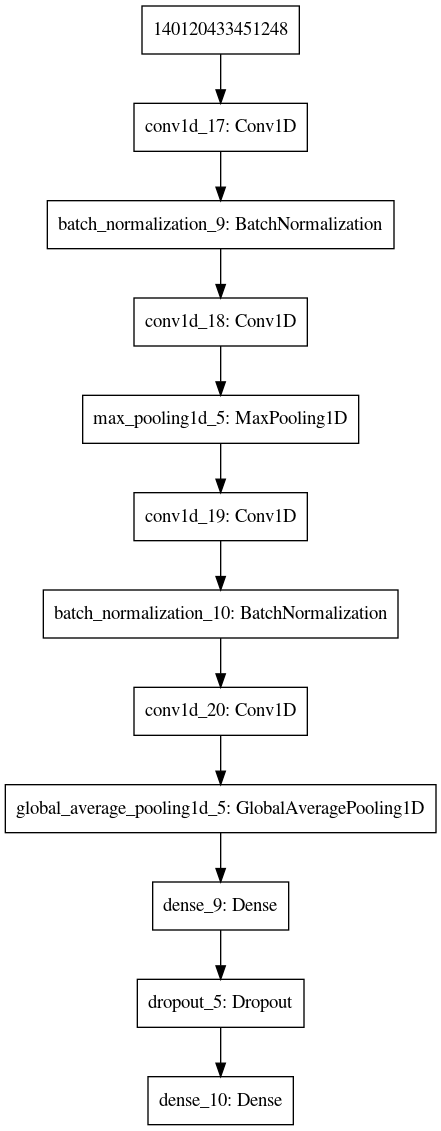 140120433451248
conv1d_17: Conv1D
batch_normalization_9: BatchNormalization
conv1d_18: Conv1D
max_pooling1d_5: MaxPooling1D
conv1d_19: Conv1D
batch_normalization_10: BatchNormalization
conv1d_20: Conv1D
global_average_pooling1d_5: GlobalAveragePooling1D
dense_9: Dense
dropout_5: Dropout
dense_10: Dense